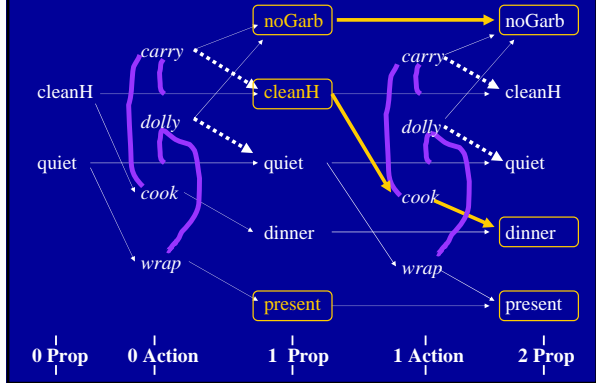 noGarb noGarb
carry carry
cleanH cleanH cleanH
dolly dolly
quiet quiet quiet
cook cook
dinner dinner
wrap wrap
present present
0 Prop 0 Action 1 Prop 1 Action 2 Prop